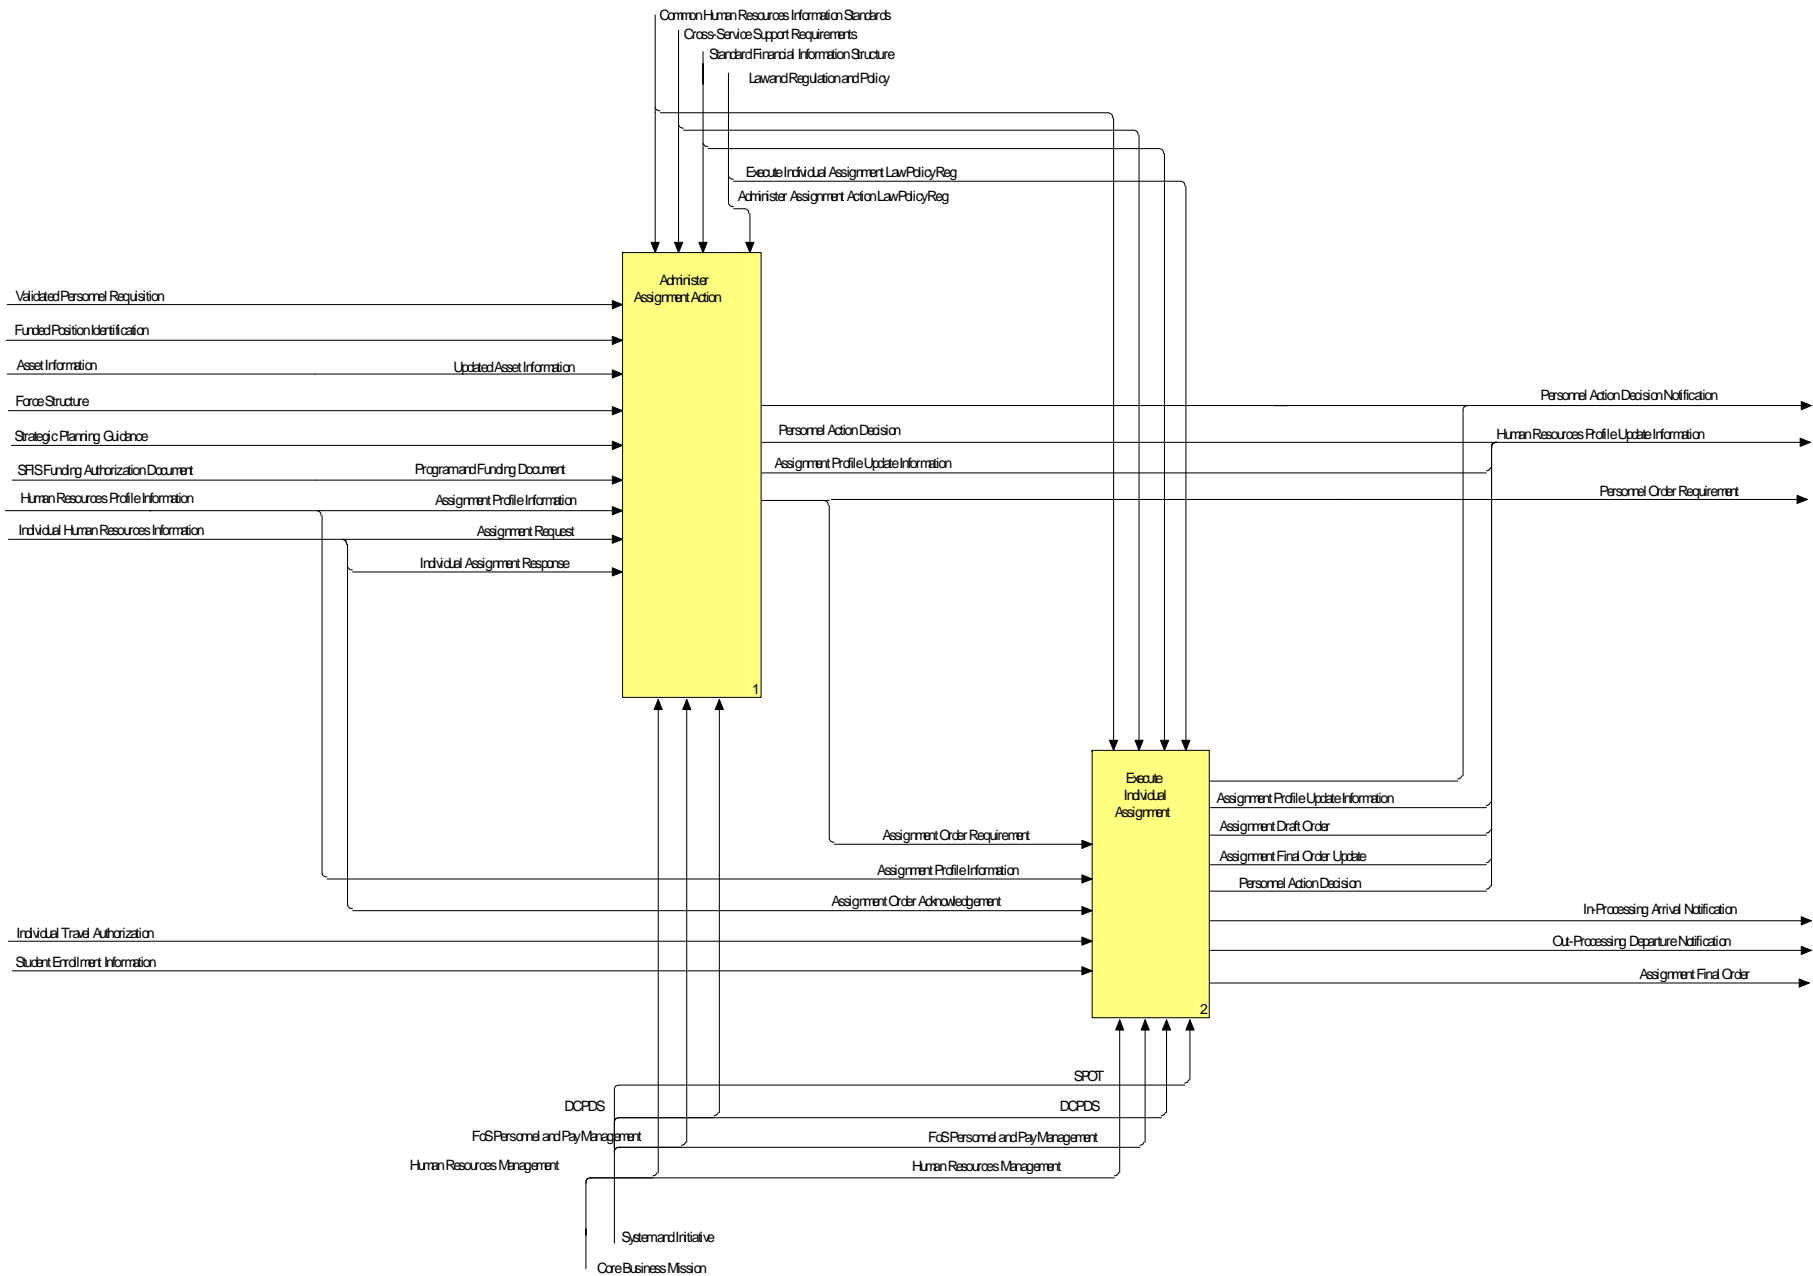 Common Human Resources Information Standards
Cross-Service Support Requirements
Standard Financial Information Structure
Law and Regulation and Policy
Execute Individual Assignment LawPolicyReg
Administer Assignment Action LawPolicyReg
Administer
Assignment Action
1
Validated Personnel Requisition
Funded Position Identification
Asset Information
Updated Asset Information
Force Structure
Strategic Planning Guidance
SFIS Funding Authorization Document
Program and Funding Document
Human Resources Profile Information
Assignment Profile Information
Individual Human Resources Information
Assignment Request
Individual Assignment Response
Personnel Action Decision Notification
Personnel Action Decision
Human Resources Profile Update Information
Assignment Profile Update Information
Personnel Order Requirement
Execute
Individual
Assignment
2
Assignment Profile Update Information
Assignment Draft Order
Assignment Order Requirement
Assignment Final Order Update
Assignment Profile Information
Personnel Action Decision
Assignment Order Acknowledgement
In-Processing Arrival Notification
Individual Travel Authorization
Out-Processing Departure Notification
Student Enrollment Information
Assignment Final Order
SPOT
DCPDS
DCPDS
FoS Personnel and Pay Management
FoS Personnel and Pay Management
Human Resources Management
Human Resources Management
System and Initiative
Core Business Mission